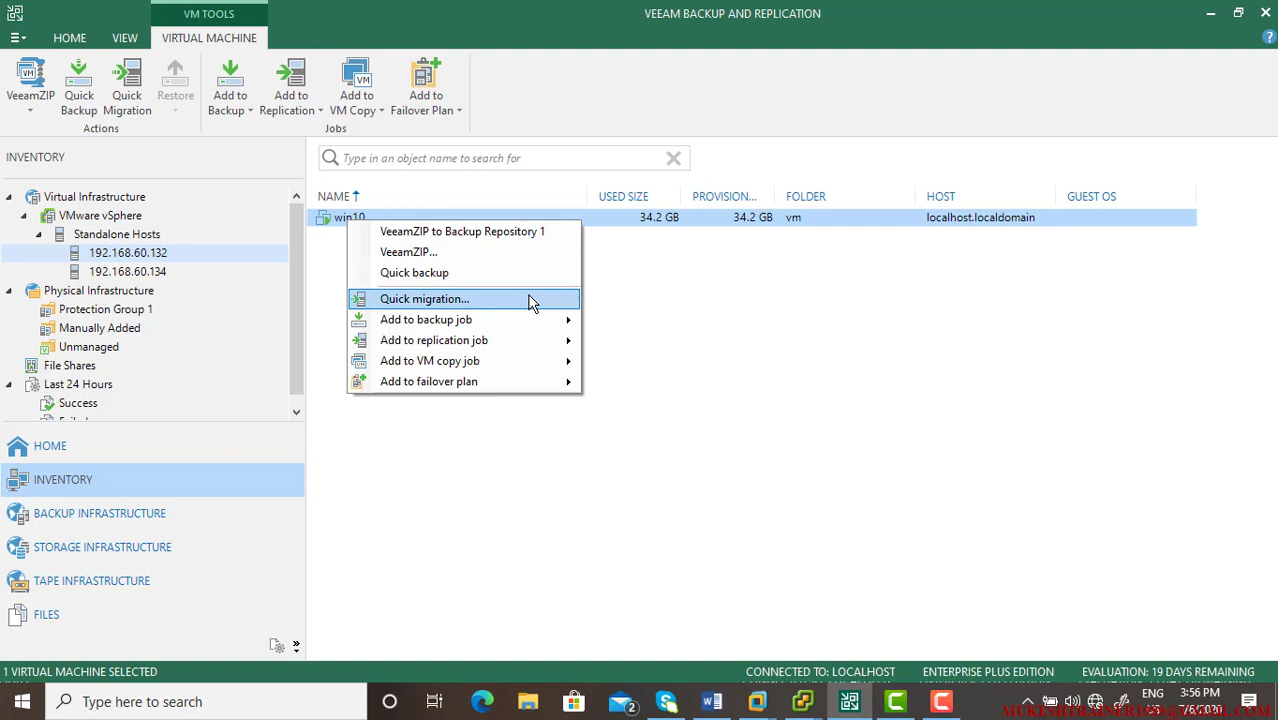 VM TOOLS
VEEAM BACKUP AND REPLICATION
HOME
VIEW
VIRTUAL MACHINE
VeeamZIP
Quick Backup
Quick Migration
Restore
Add to Backup
Add to Replication
Add to VM Copy
Add to Failover Plan
Actions
Jobs
INVENTORY
Type in an object name to search for
Virtual Infrastructure
VMware vSphere
Standalone Hosts
192.168.60.132
192.168.60.134
Physical Infrastructure
Protection Group 1
Manually Added
Unmanaged
File Shares
Last 24 Hours
Success
NAME
USED SIZE
PROVISION...
FOLDER
HOST
GUEST OS
win10
34.2 GB
34.2 GB
vm
localhost.localdomain
VeeamZIP to Backup Repository 1
VeeamZIP...
Quick backup
Quick migration...
Add to backup job
Add to replication job
Add to VM copy job
Add to failover plan
HOME
INVENTORY
BACKUP INFRASTRUCTURE
STORAGE INFRASTRUCTURE
TAPE INFRASTRUCTURE
FILES
1 VIRTUAL MACHINE SELECTED
CONNECTED TO: LOCALHOST
ENTERPRISE PLUS EDITION
EVALUATION: 19 DAYS REMAINING
Type here to search
2
ENG
3:56 PM
7/6/2020